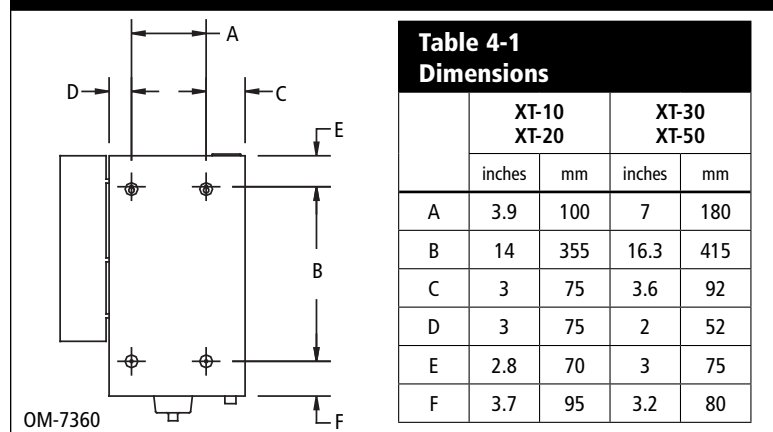 A
D
C
E
B
F
OM-7360
Table 4-1
Dimensions
XT-10 XT-30
XT-20 XT-50
inches mm inches mm
A 3.9 100 7 180
B 14 355 16.3 415
C 3 75 3.6 92
D 3 75 2 52
E 2.8 70 3 75
F 3.7 95 3.2 80